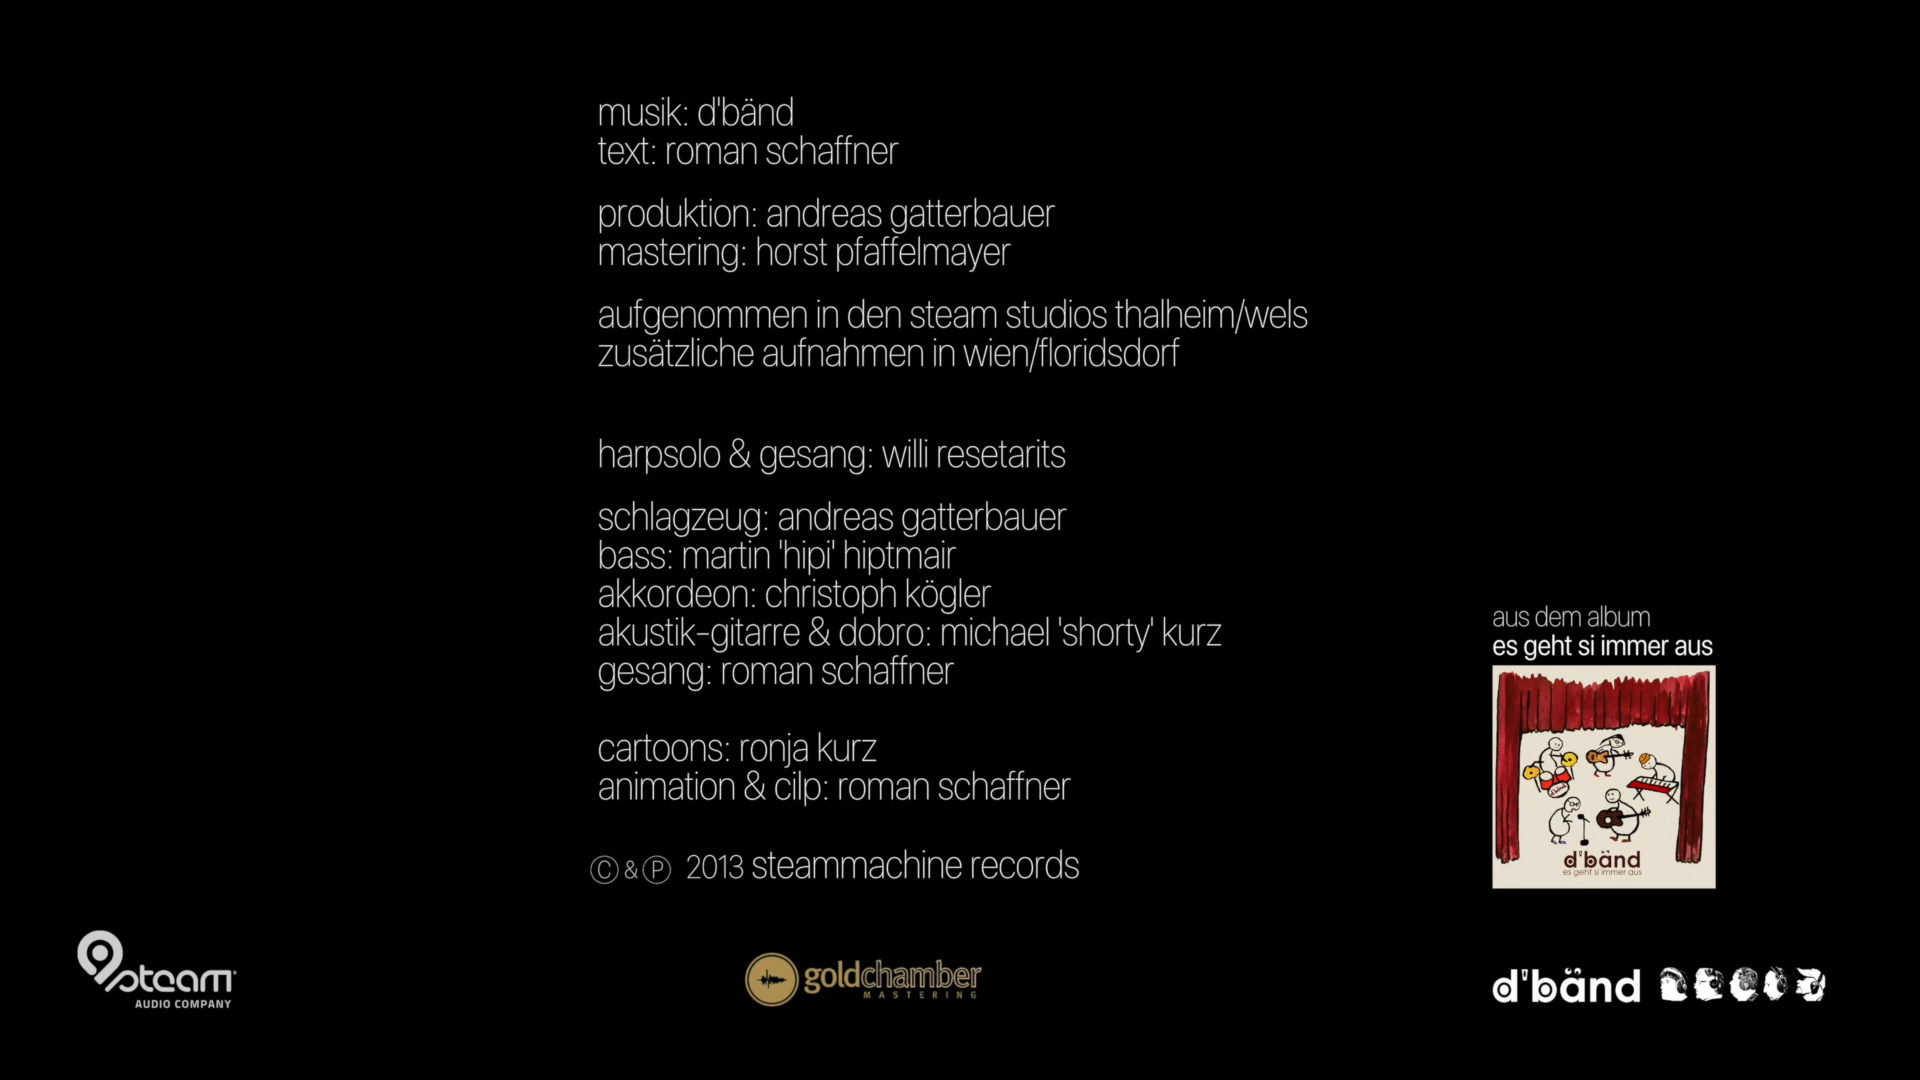 musik: d'bänd
text: roman schaffner
produktion: andreas gatterbauer
mastering: horst pfaffelmayer
aufgenommen in den steam studios thalheim/wels
zusätzliche aufnahmen in wien/floridsdorf
harpsolo & gesang: willi resetarits
schlagzeug: andreas gatterbauer
bass: martin 'hipi' hiptmair
akkordeon: christoph kögler
akustik-gitarre & dobro: michael 'shorty' kurz
gesang: roman schaffner
cartoons: ronja kurz
animation & cilp: roman schaffner
Ⓒ & Ⓟ 2013 steammachine records
aus dem album
es geht si immer aus
d'bänd
d'bänd
es geht si immer aus
steam
AUDIO COMPANY
goldchamber
MASTERING
d'bänd